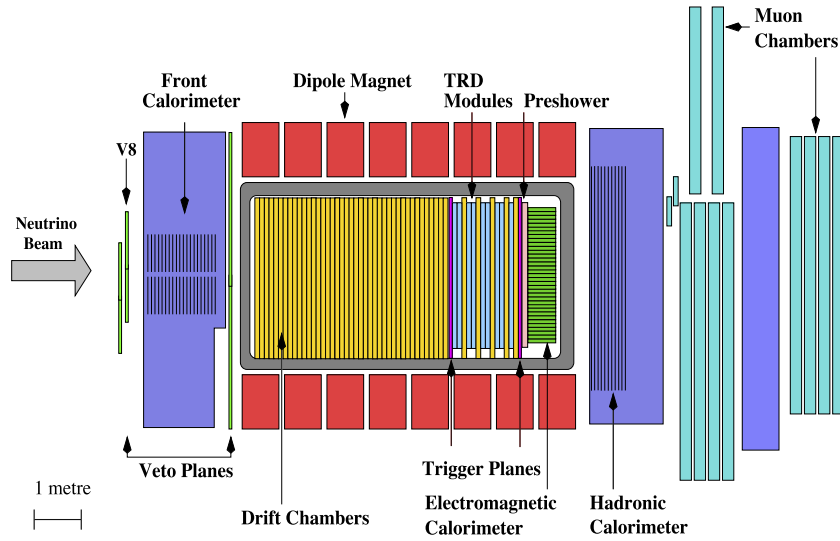 Muon
Chambers
Front
Calorimeter
Dipole Magnet
TRD
Modules
Preshower
V8
Neutrino
Beam
Veto Planes
Trigger Planes
1 metre
Drift Chambers
Electromagnetic
Calorimeter
Hadronic
Calorimeter